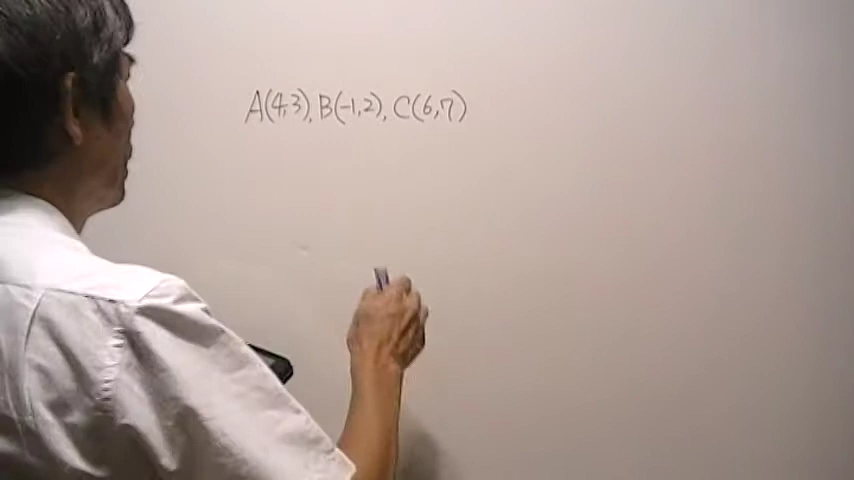 A(4,3), B(-1,2), C(6,7)